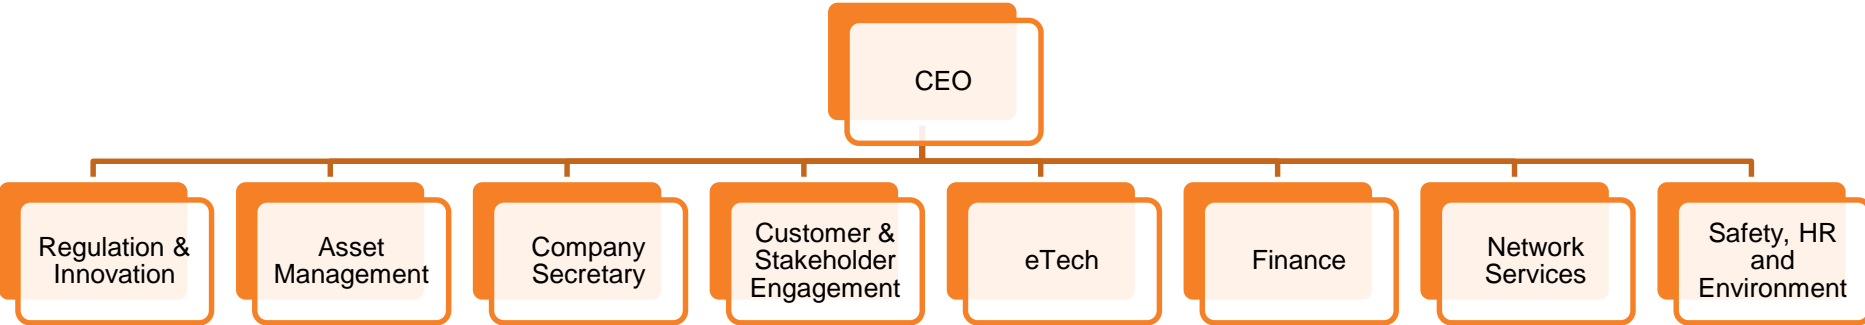 CEO
Regulation &
Innovation
Asset
Management
Company
Secretary
Customer &
Stakeholder
Engagement
eTech
Finance
Network
Services
Safety, HR
and
Environment